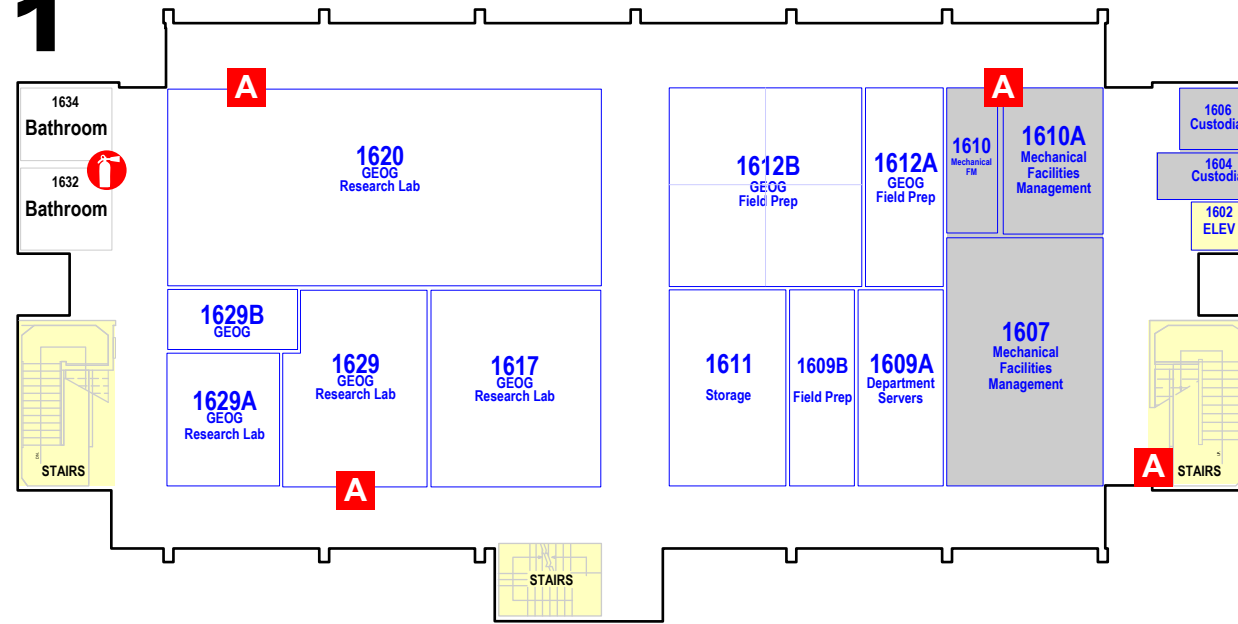 1
A
A
1634
Bathroom
1632
Bathroom
1620
GEOG
Research Lab
1612B
GEOG
Field Prep
1612A
GEOG
Field Prep
1610
Mechanical
FM
1610A
Mechanical
Facilities
Management
1606
Custodia
1604
Custodia
1602
ELEV
1629B
GEOG
1629A
GEOG
Research Lab
1629
GEOG
Research Lab
1617
GEOG
Research Lab
1611
Storage
1609B
Field Prep
1609A
Department
Servers
1607
Mechanical
Facilities
Management
STAIRS
A
A
STAIRS
STAIRS